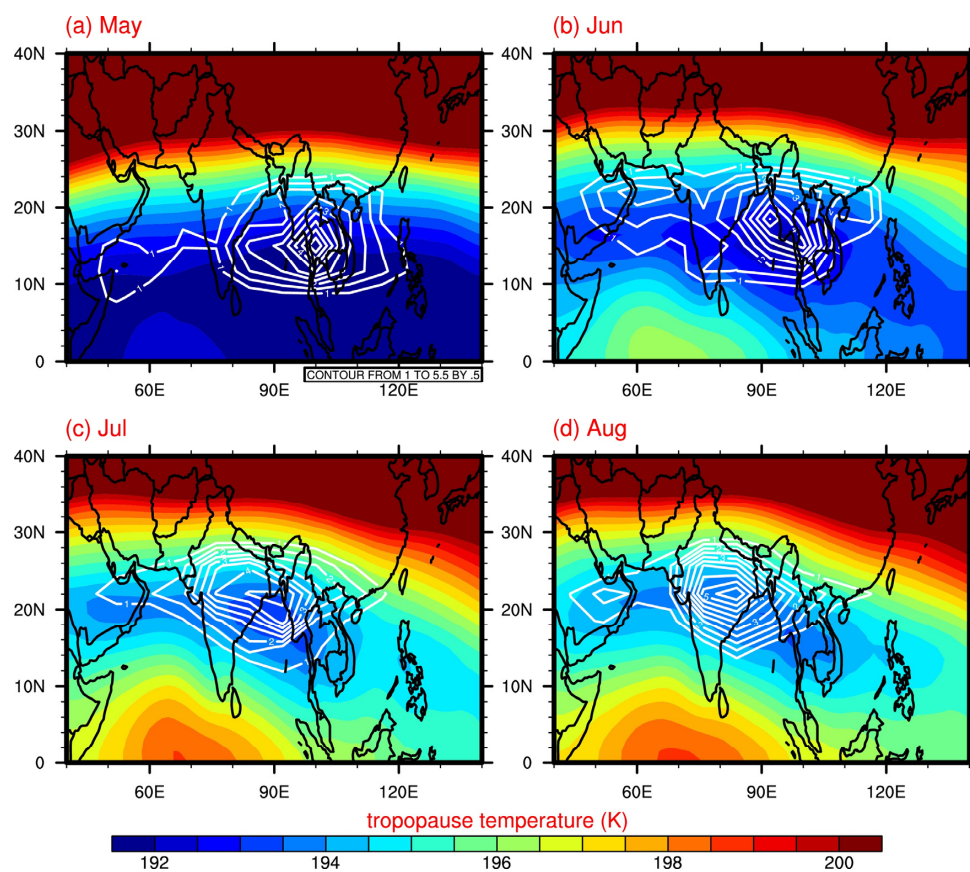 (a) May
(b) Jun
40N
30N
20N
10N
0
60E 90E 120E
CONTOUR FROM 1 TO 5.5 BY .5
40N
30N
20N
10N
0
60E 90E 120E
(c) Jul
(d) Aug
40N
30N
20N
10N
0
60E 90E 120E
40N
30N
20N
10N
0
60E 90E 120E
tropopause temperature (K)
192 194 196 198 200